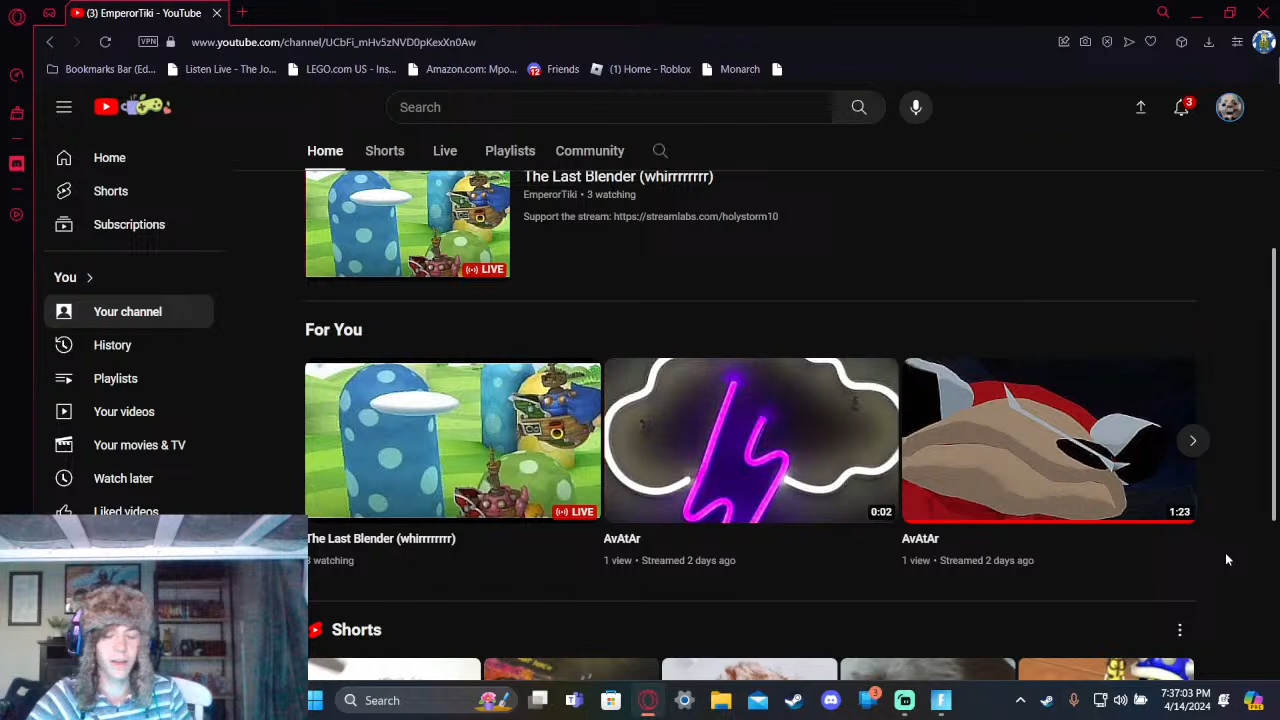 (3) EmperorTiki - YouTube
VPN
www.youtube.com/channel/UCbFi_mHv5zNVD0pKexXn0Aw
Bookmarks Bar (Ed...
Listen Live - The Jo...
LEGO.com US - Ins...
Amazon.com: Mpo...
12
Friends
(1) Home - Roblox
Monarch
Search
3
Home
Shorts
Live
Playlists
Community
Home
Shorts
Subscriptions
You
Your channel
History
Playlists
Your videos
Your movies & TV
Watch later
Liked videos
The Last Blender (whirrrrrrr)
EmperorTiki • 3 watching
Support the stream: https://streamlabs.com/holystorm10
LIVE
For You
LIVE
0:02
1:23
The Last Blender (whirrrrrrr)
3 watching
AvAtAr
1 view • Streamed 2 days ago
AvAtAr
1 view • Streamed 2 days ago
Shorts
Search
3
7:37:03 PM
4/14/2024